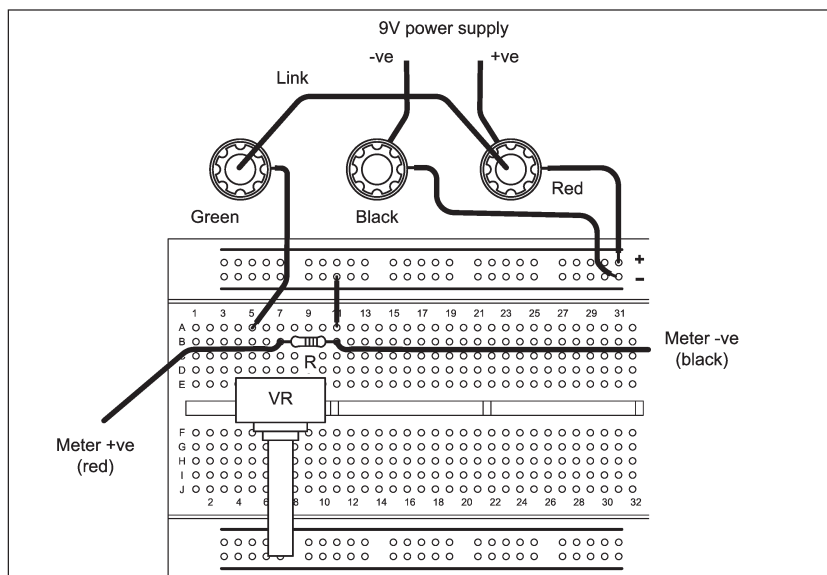 9V power supply
-ve +ve
Link
Green Black Red
+
−
1 3 5 7 9 11 13 15 17 19 21 23 25 27 29 31
A
B
R
D
E
VR
Meter -ve
(black)
Meter +ve
(red)
F
G
H
I
J
2 4 6 8 10 12 14 16 18 20 22 24 26 28 30 32